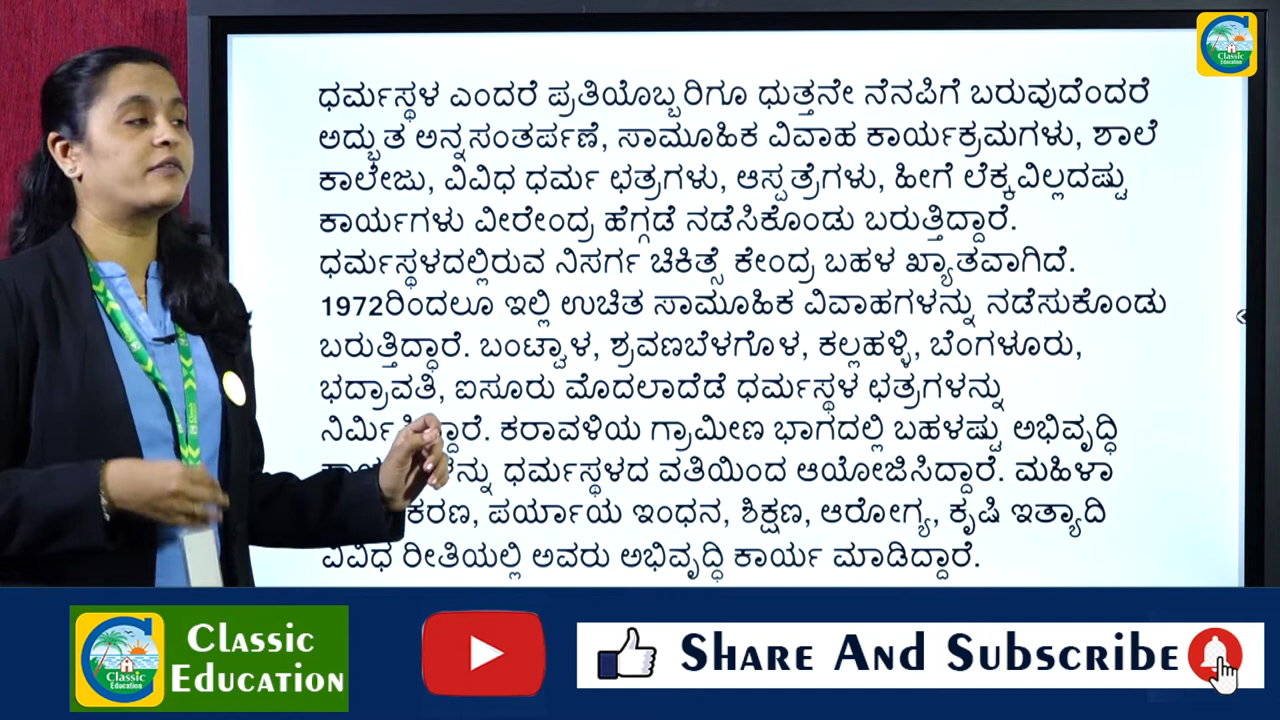 ಧರ್ಮಸ್ಥಳ ಎಂದರೆ ಪ್ರತಿಯೊಬ್ಬರಿಗೂ ಧುತ್ತನೇ ನೆನಪಿಗೆ ಬರುವುದೆಂದರೆ
ಅದ್ಭುತ ಅನ್ನಸಂತರ್ಪಣೆ, ಸಾಮೂಹಿಕ ವಿವಾಹ ಕಾರ್ಯಕ್ರಮಗಳು, ಶಾಲೆ
ಕಾಲೇಜು, ವಿವಿಧ ಧರ್ಮ ಛತ್ರಗಳು, ಆಸ್ಪತ್ರೆಗಳು, ಹೀಗೆ ಲೆಕ್ಕವಿಲ್ಲದಷ್ಟು
ಕಾರ್ಯಗಳು ವೀರೇಂದ್ರ ಹೆಗ್ಗಡೆ ನಡೆಸಿಕೊಂಡು ಬರುತ್ತಿದ್ದಾರೆ.
ಧರ್ಮಸ್ಥಳದಲ್ಲಿರುವ ನಿಸರ್ಗ ಚಿಕಿತ್ಸೆ ಕೇಂದ್ರ ಬಹಳ ಖ್ಯಾತವಾಗಿದೆ.
1972ರಿಂದಲೂ ಇಲ್ಲಿ ಉಚಿತ ಸಾಮೂಹಿಕ ವಿವಾಹಗಳನ್ನು ನಡೆಸುಕೊಂಡು
ಬರುತ್ತಿದ್ಧಾರೆ. ಬಂಟ್ವಾಳ, ಶ್ರವಣಬೆಳಗೊಳ, ಕಲ್ಲಹಳ್ಳಿ, ಬೆಂಗಳೂರು,
ಭದ್ರಾವತಿ, ಐಸೂರು ಮೊದಲಾದೆಡೆ ಧರ್ಮಸ್ಥಳ ಛತ್ರಗಳನ್ನು
ಕರಾವಳಿಯ ಗ್ರಾಮೀಣ ಭಾಗದಲ್ಲಿ ಬಹಳಷ್ಟು ಅಭಿವೃದ್ಧಿ
ಧರ್ಮಸ್ಥಳದ ವತಿಯಿಂದ ಆಯೋಜಿಸಿದ್ದಾರೆ. ಮಹಿಳಾ
ಪರ್ಯಾಯ ಇಂಧನ, ಶಿಕ್ಷಣ, ಆರೋಗ್ಯ, ಕೃಷಿ ಇತ್ಯಾದಿ
ವಿವಿಧ ರೀತಿಯಲ್ಲಿ ಅವರು ಅಭಿವೃದ್ಧಿ ಕಾರ್ಯ ಮಾಡಿದ್ದಾರೆ.
Classic
Education
Classic
Education
Classic
Education
Share And Subscribe